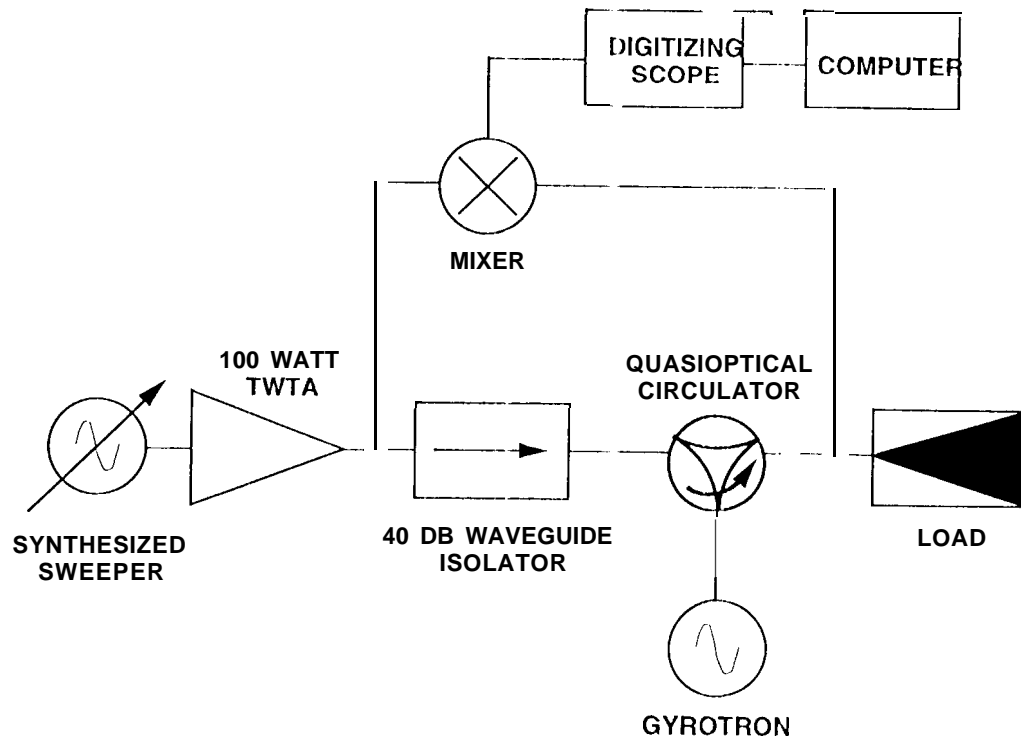 DIGITIZING
SCOPE
COMPUTER
MIXER
100 WATT
TWTA
QUASIOPTICAL
CIRCULATOR
SYNTHESIZED
SWEEPER
40 DB WAVEGUIDE
ISOLATOR
LOAD
GYROTRON